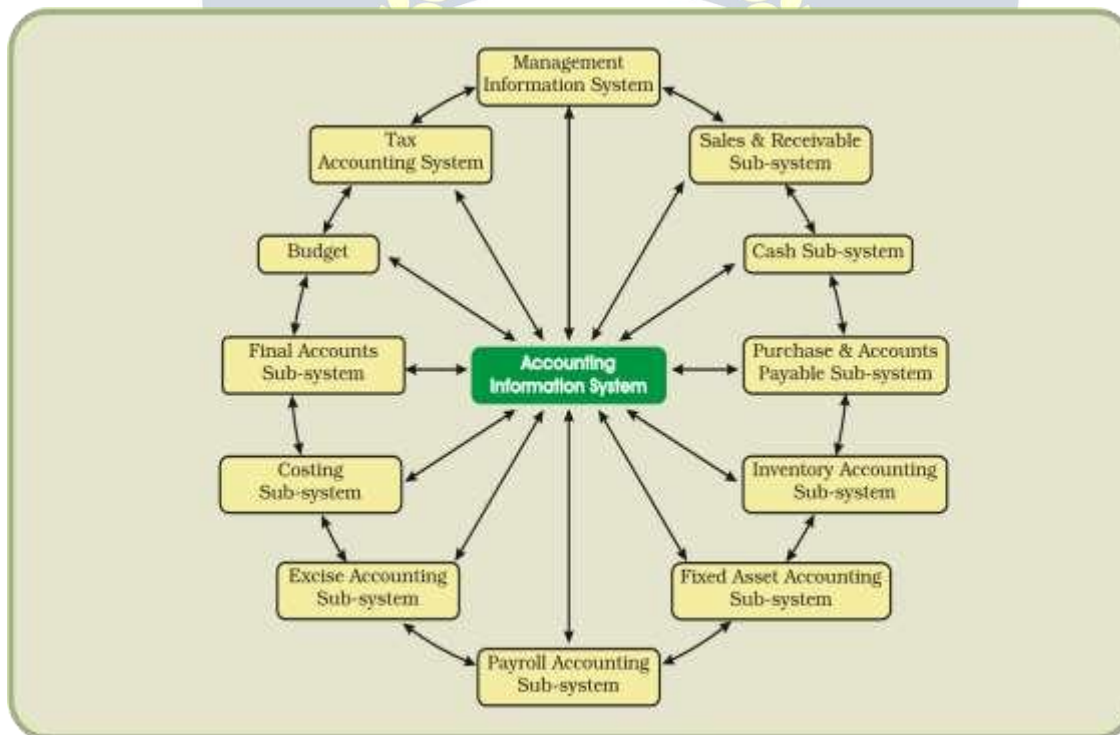 Management
Information System
Tax
Accounting System
Sales & Receivable
Sub-system
Budget
Cash Sub-system
Final Accounts
Sub-system
Accounting
Information System
Purchase & Accounts
Payable Sub-system
Costing
Sub-system
Inventory Accounting
Sub-system
Excise Accounting
Sub-system
Fixed Asset Accounting
Sub-system
Payroll Accounting
Sub-system